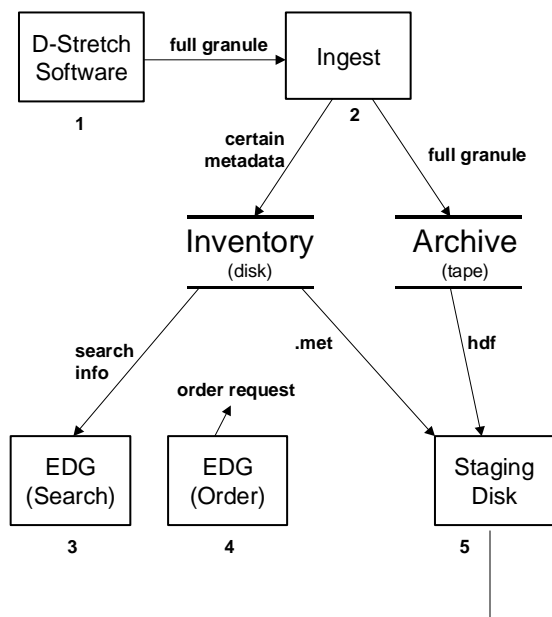 D-Stretch
Software
full granule
Ingest
1
2
certain
metadata
full granule
Inventory
(disk)
Archive
(tape)
search
info
.met
hdf
order request
EDG
(Search)
EDG
(Order)
Staging
Disk
3
4
5